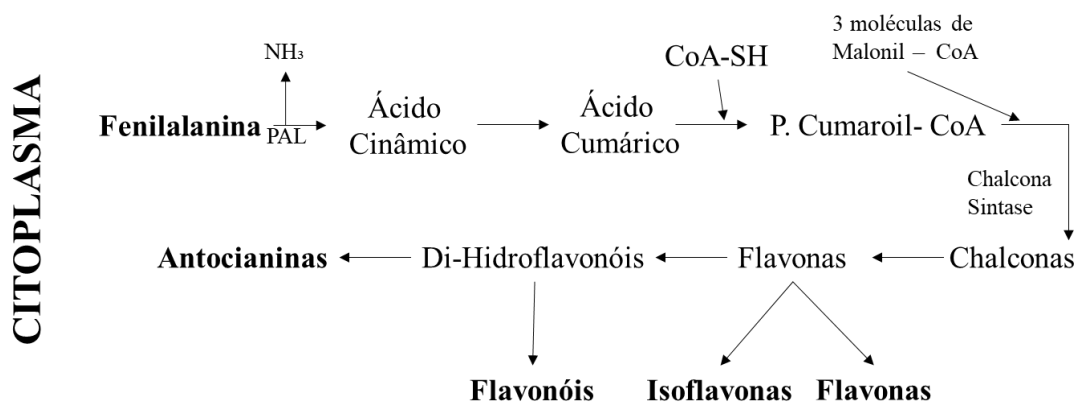 CITOPLASMA
3 moléculas de
Malonil – CoA
NH₃
CoA-SH
Fenilalanina
PAL
Ácido
Cinâmico
Ácido
Cumárico
P. Cumaroil- CoA
Chalcona
Sintase
Antocianinas
Di-Hidroflavonóis
Flavonas
Chalconas
Flavonóis
Isoflavonas
Flavonas